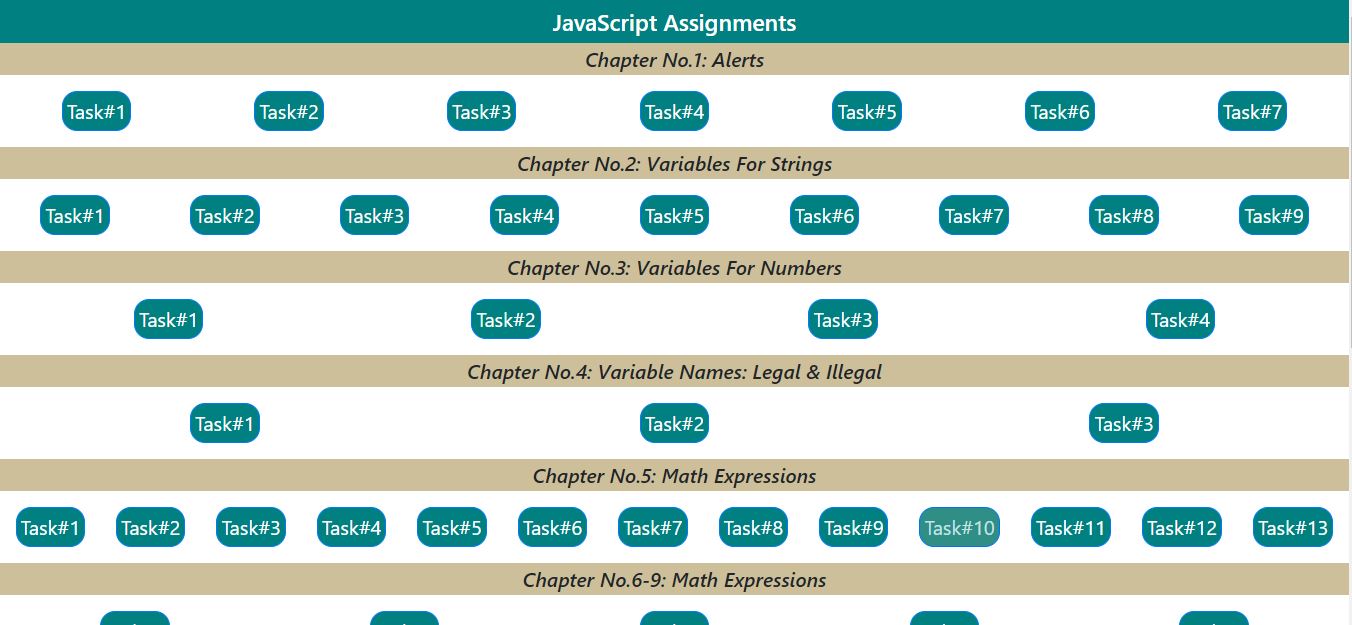 JavaScript Assignments
Chapter No.1: Alerts
Task#1 Task#2 Task#3 Task#4 Task#5 Task#6 Task#7
Chapter No.2: Variables For Strings
Task#1 Task#2 Task#3 Task#4 Task#5 Task#6 Task#7 Task#8 Task#9
Chapter No.3: Variables For Numbers
Task#1 Task#2 Task#3 Task#4
Chapter No.4: Variable Names: Legal & Illegal
Task#1 Task#2 Task#3
Chapter No.5: Math Expressions
Task#1 Task#2 Task#3 Task#4 Task#5 Task#6 Task#7 Task#8 Task#9 Task#10 Task#11 Task#12 Task#13
Chapter No.6-9: Math Expressions